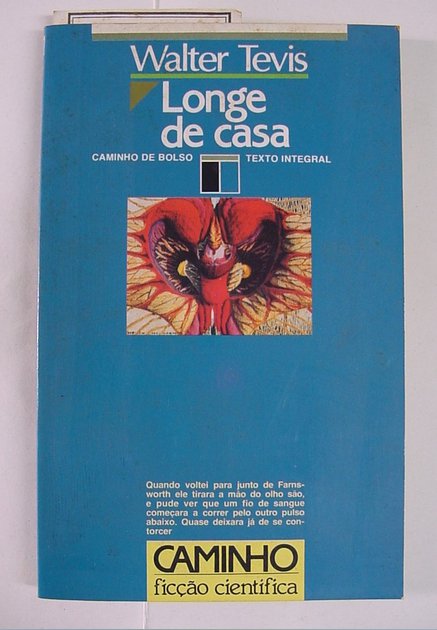 Walter Tevis
Longe
de casa
CAMINHO DE BOLSO TEXTO INTEGRAL
Quando voltei para junto de Farns-
worth ele tirara a mão do olho são,
e pude ver que um fio de sangue
começara a correr pelo outro pulso
abaixo. Quase deixara já de se con-
torcer
CAMINHO
ficção científica